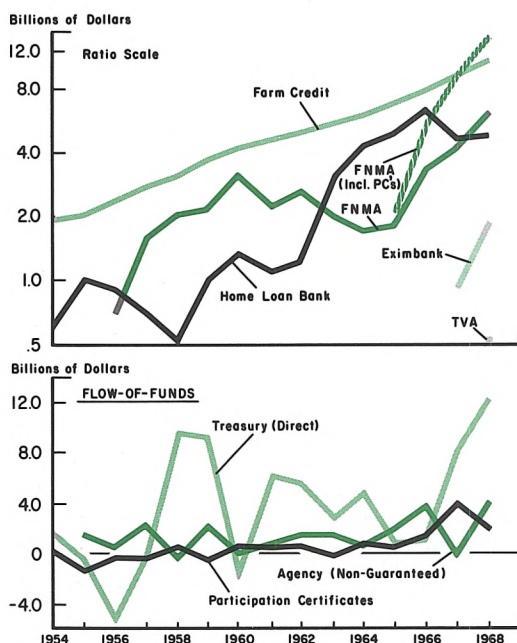 Billions of Dollars
12.0
Ratio Scale
8.0
Farm Credit
4.0
FNMA
(Incl. PC's)
FNMA
2.0
Eximbank
1.0
Home Loan Bank
TVA
.5
Billions of Dollars
FLOW-OF-FUNDS
12.0
Treasury (Direct)
8.0
4.0
0
Agency (Non-Guaranteed)
Participation Certificates
-4.0
1954 1956 1958 1960 1962 1964 1966 1968